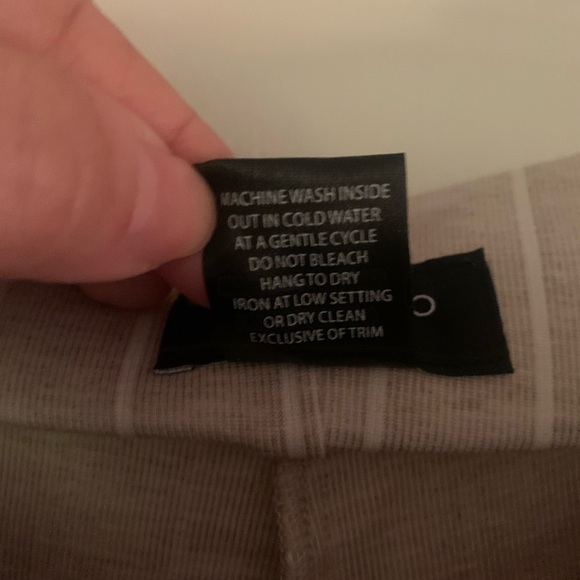 MACHINE WASH INSIDE
OUT IN COLD WATER
AT A GENTLE CYCLE
DO NOT BLEACH
HANG TO DRY
IRON AT LOW SETTING
OR DRY CLEAN
EXCLUSIVE OF TRIM